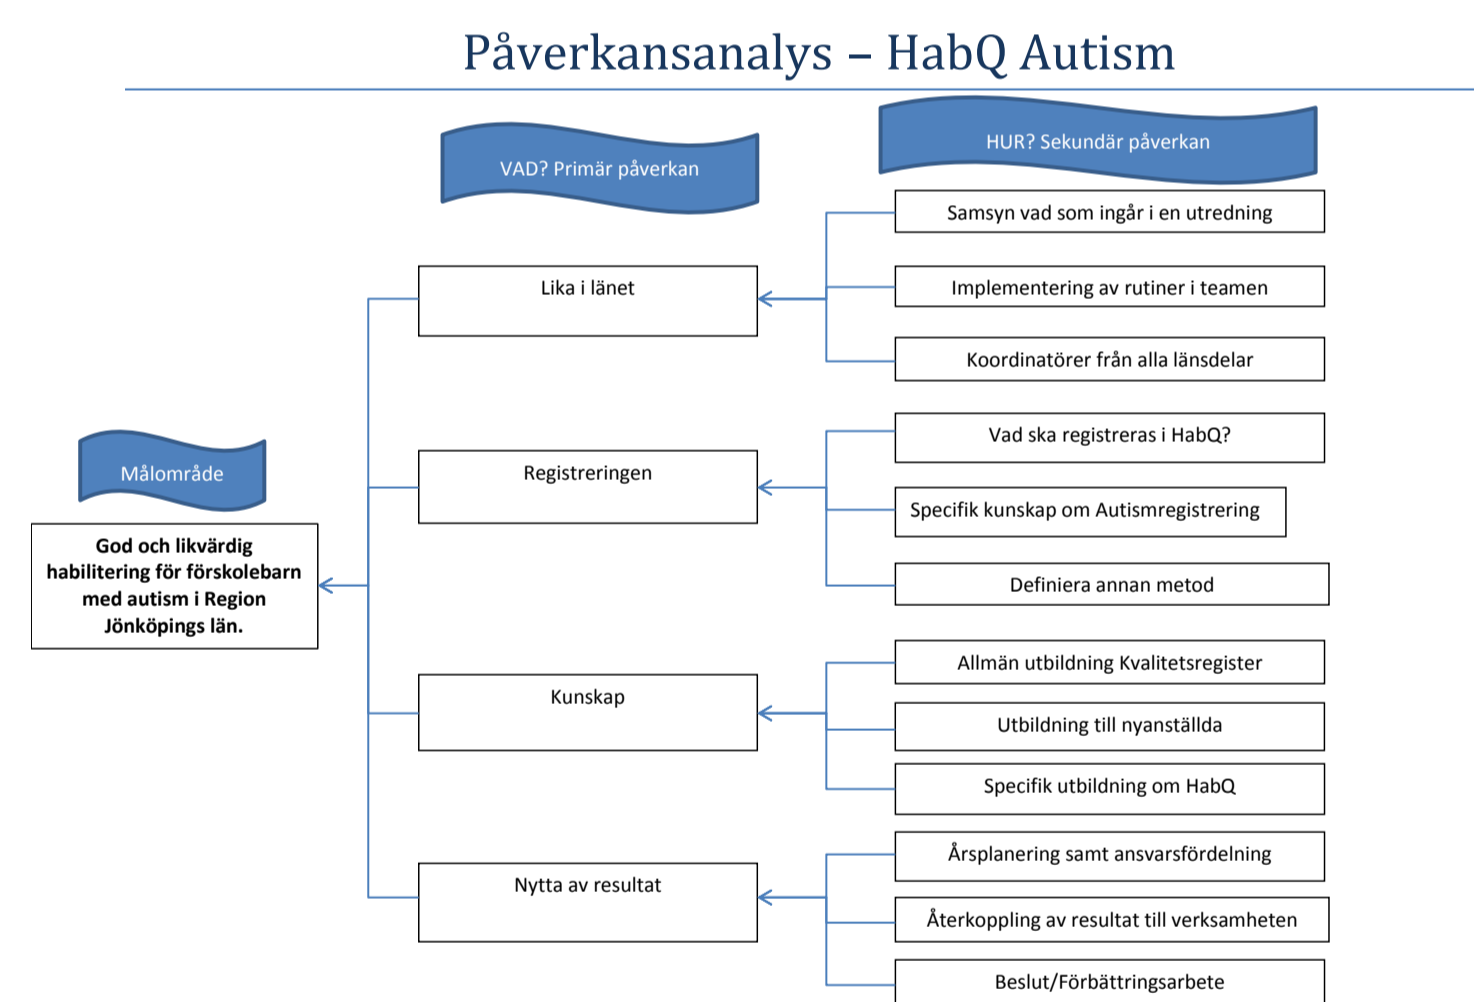 Påverkansanalys – HabQ Autism
VAD? Primär påverkan
HUR? Sekundär påverkan
Samsyn vad som ingår i en utredning
Lika i länet
Implementering av rutiner i teamen
Koordinatörer från alla länsdelar
Målområde
God och likvärdig
habilitering för förskolebarn
med autism i Region
Jönköpings län.
Registreringen
Vad ska registreras i HabQ?
Specifik kunskap om Autismregistrering
Definiera annan metod
Kunskap
Allmän utbildning Kvalitetsregister
Utbildning till nyanställda
Specifik utbildning om HabQ
Nytta av resultat
Årsplanering samt ansvarsfördelning
Återkoppling av resultat till verksamheten
Beslut/Förbättringsarbete